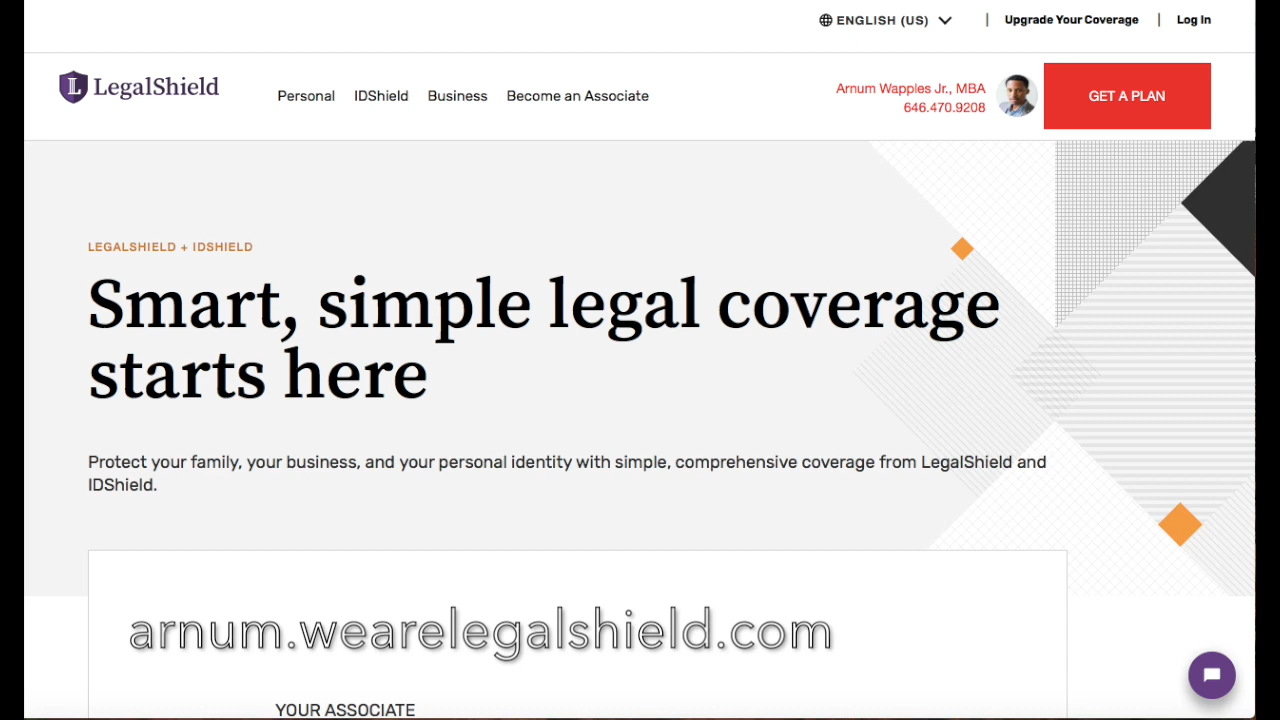 ENGLISH (US) | Upgrade Your Coverage | Log In
LegalShield
Personal IDShield Business Become an Associate
Arnum Wapples Jr., MBA
646.470.9208
GET A PLAN
LEGALSHIELD + IDSHIELD
Smart, simple legal coverage
starts here
Protect your family, your business, and your personal identity with simple, comprehensive coverage from LegalShield and
IDShield.
arnum.wearelegalshield.com
YOUR ASSOCIATE